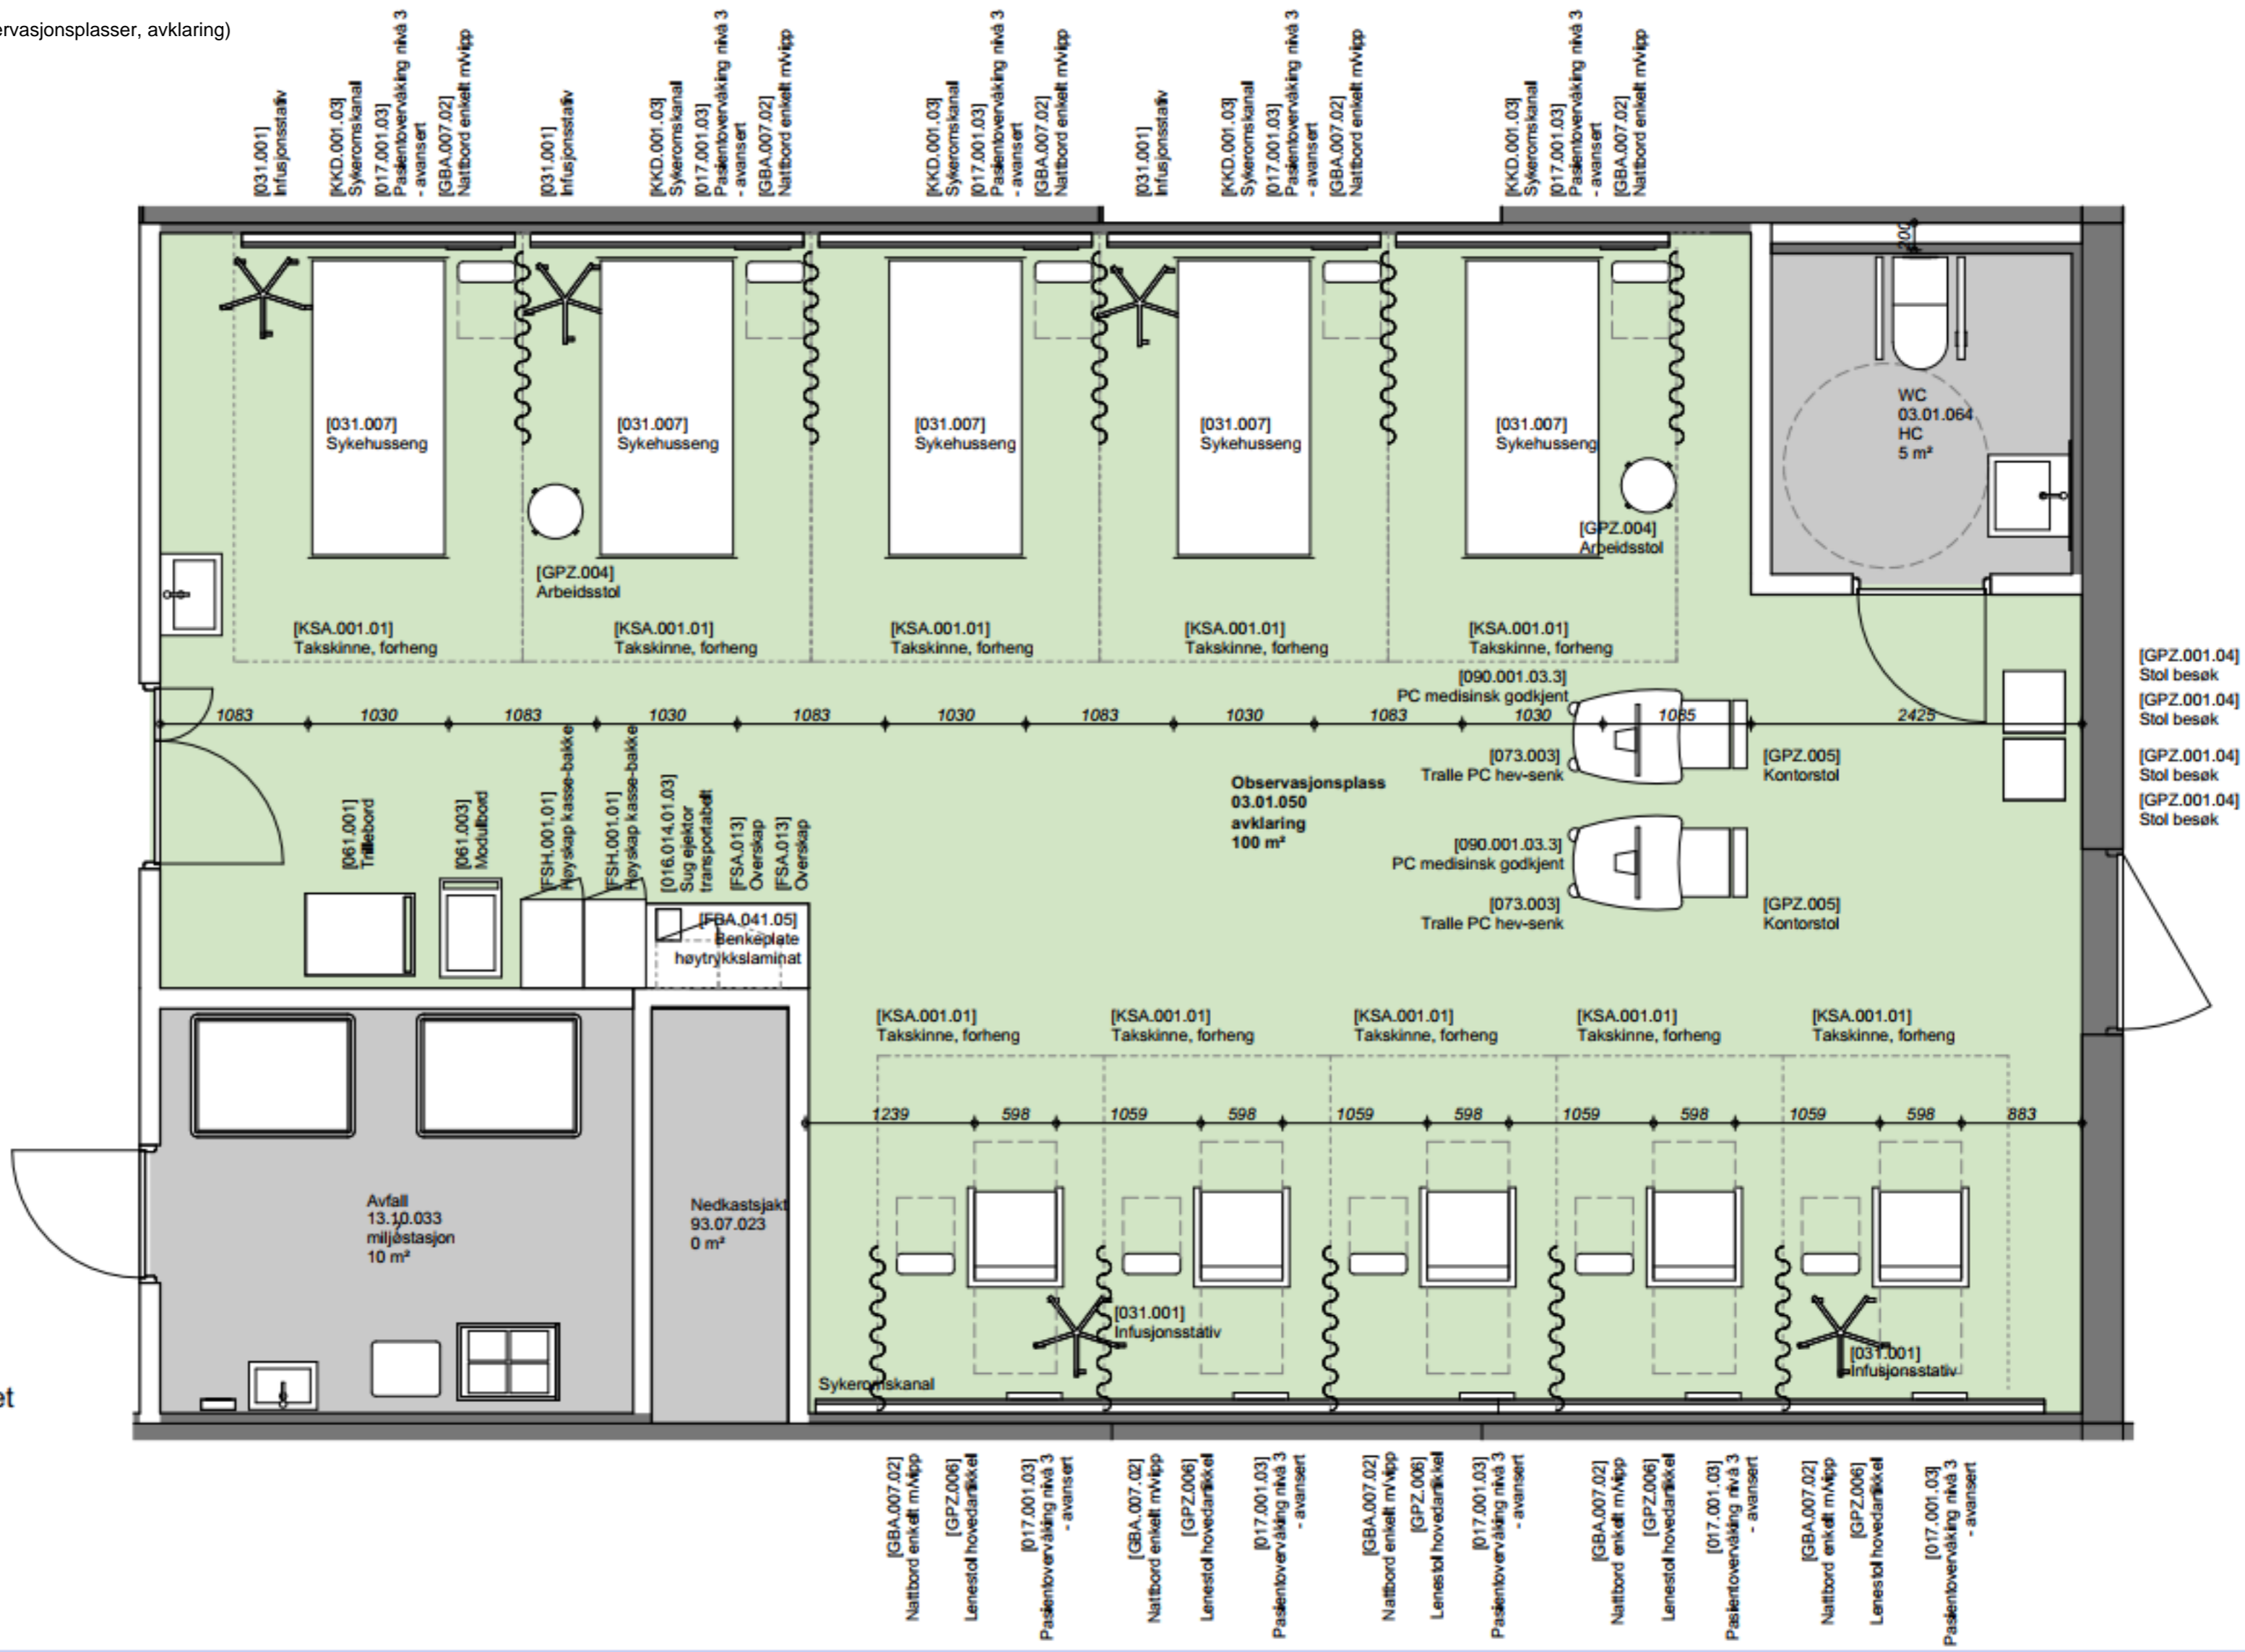 ervasjonsplasser, avklaring)
[031.001]
Infusjonsstativ
[KKD.001.03]
Sykeromskanal
[017.001.03]
Pasientovervåking nivå 3
- avansert
[GBA.007.02]
Nattbord enkelt m/vipp
[031.001]
Infusjonsstativ
[KKD.001.03]
Sykeromskanal
[017.001.03]
Pasientovervåking nivå 3
- avansert
[GBA.007.02]
Nattbord enkelt m/vipp
[KKD.001.03]
Sykeromskanal
[017.001.03]
Pasientovervåking nivå 3
- avansert
[GBA.007.02]
Nattbord enkelt m/vipp
[031.001]
Infusjonsstativ
[KKD.001.03]
Sykeromskanal
[017.001.03]
Pasientovervåking nivå 3
- avansert
[GBA.007.02]
Nattbord enkelt m/vipp
[KKD.001.03]
Sykeromskanal
[017.001.03]
Pasientovervåking nivå 3
- avansert
[GBA.007.02]
Nattbord enkelt m/vipp
200
[031.007]
Sykehusseng
[031.007]
Sykehusseng
[031.007]
Sykehusseng
[031.007]
Sykehusseng
[031.007]
Sykehusseng
WC
03.01.064
HC
5 m²
[GPZ.004]
Arbeidsstol
[GPZ.004]
Arbeidsstol
[KSA.001.01]
Takskinne, forheng
[KSA.001.01]
Takskinne, forheng
[KSA.001.01]
Takskinne, forheng
[KSA.001.01]
Takskinne, forheng
[KSA.001.01]
Takskinne, forheng
[GPZ.001.04]
Stol besøk
[GPZ.001.04]
Stol besøk
[GPZ.001.04]
Stol besøk
[GPZ.001.04]
Stol besøk
[090.001.03.3]
PC medisinsk godkjent
1083
1030
1083
1030
1083
1030
1083
1030
1083
1030
1085
2425
[073.003]
Tralle PC hev-senk
[GPZ.005]
Kontorstol
Observasjonsplass
03.01.050
avklaring
100 m²
[090.001.03.3]
PC medisinsk godkjent
[073.003]
Tralle PC hev-senk
[GPZ.005]
Kontorstol
[061.001]
Trillebord
[061.003]
Modulbord
[FSH.001.01]
Høyskap kasse-bakke
[FSH.001.01]
Høyskap kasse-bakke
[016.014.01.03]
Sug ejektor
transportabelt
[FSA.013]
Overskap
[FSA.013]
Overskap
[FBA.041.05]
Benkeplate
høytrykkslaminat
[KSA.001.01]
Takskinne, forheng
[KSA.001.01]
Takskinne, forheng
[KSA.001.01]
Takskinne, forheng
[KSA.001.01]
Takskinne, forheng
[KSA.001.01]
Takskinne, forheng
1239
598
1059
598
1059
598
1059
598
1059
598
883
Avfall
13.10.033
?
miljøstasjon
10 m²
Nedkastsjakt
93.07.023
0 m²
[031.001]
Infusjonsstativ
[031.001]
Infusjonsstativ
Sykeromskanal
et
[GBA.007.02]
Nattbord enkelt m/vipp
[GPZ.006]
Lenestol hovedartikkel
[017.001.03]
Pasientovervåking nivå 3
- avansert
[GBA.007.02]
Nattbord enkelt m/vipp
[GPZ.006]
Lenestol hovedartikkel
[017.001.03]
Pasientovervåking nivå 3
- avansert
[GBA.007.02]
Nattbord enkelt m/vipp
[GPZ.006]
Lenestol hovedartikkel
[017.001.03]
Pasientovervåking nivå 3
- avansert
[GBA.007.02]
Nattbord enkelt m/vipp
[GPZ.006]
Lenestol hovedartikkel
[017.001.03]
Pasientovervåking nivå 3
- avansert
[GBA.007.02]
Nattbord enkelt m/vipp
[GPZ.006]
Lenestol hovedartikkel
[017.001.03]
Pasientovervåking nivå 3
- avansert